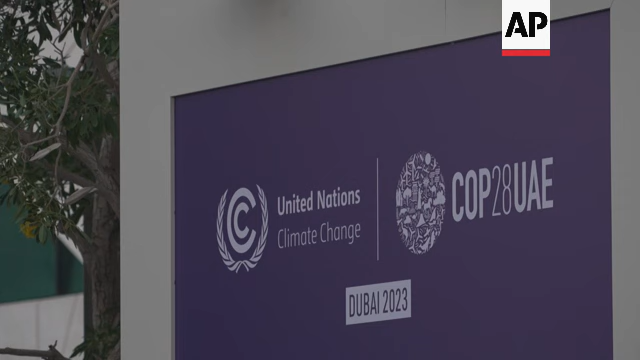 AP
United Nations
Climate Change
COP28UAE
DUBAI 2023